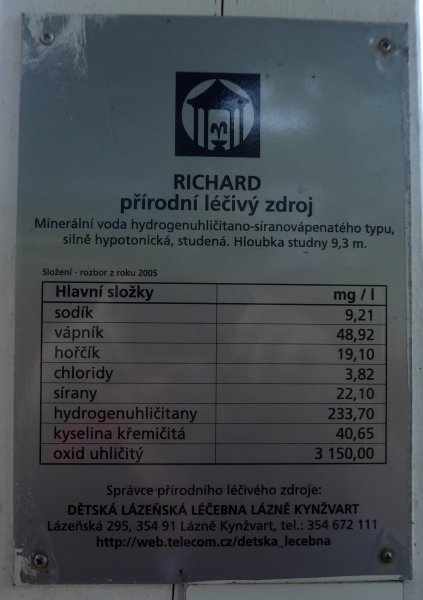 RICHARD
přírodní léčivý zdroj
Minerální voda hydrogenuhličitano-síranovápenatého typu,
silně hypotonická, studená. Hloubka studny 9,3 m.
Složení - rozbor z roku 2005
Hlavní složky mg / l
sodík 9,21
vápník 48,92
hořčík 19,10
chloridy 3,82
sírany 22,10
hydrogenuhličitany 233,70
kyselina křemičitá 40,65
oxid uhličitý 3 150,00
Správce přírodního léčivého zdroje:
DĚTSKÁ LÁZEŇSKÁ LÉČEBNA LÁZNĚ KYNŽVART
Lázeňská 295, 354 91 Lázně Kynžvart, tel.: 354 672 111
http://web.telecom.cz/detska_lecebna